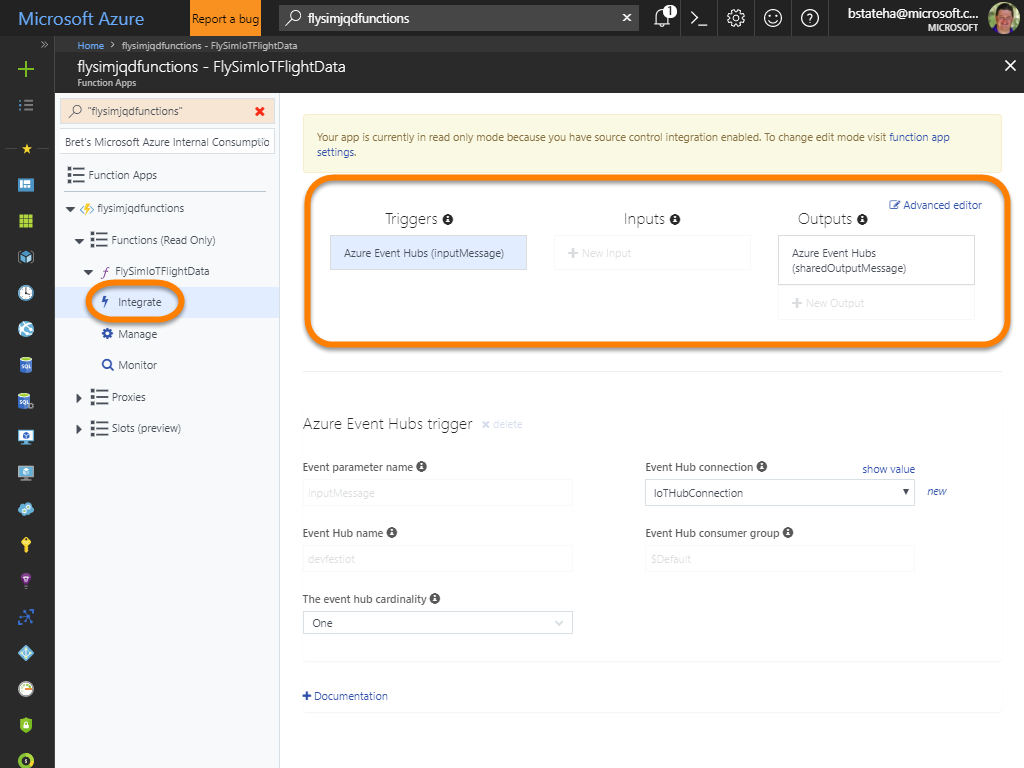 Microsoft Azure
Report a bug
flysimjqdfunctions
1
bstateha@microsoft.c...
MICROSOFT
Home > flysimjqdfunctions - FlySimIoTFlightData
flysimjqdfunctions - FlySimIoTFlightData
Function Apps
"flysimjqdfunctions"
Bret's Microsoft Azure Internal Consumptio
Function Apps
flysimjqdfunctions
Functions (Read Only)
FlySimIoTFlightData
Integrate
Manage
Monitor
Proxies
Slots (preview)
Your app is currently in read only mode because you have source control integration enabled. To change edit mode visit function app
settings.
Advanced editor
Triggers
Azure Event Hubs (inputMessage)
Inputs
New Input
Outputs
Azure Event Hubs
(sharedOutputMessage)
New Output
Azure Event Hubs trigger
delete
Event parameter name
inputMessage
Event Hub connection
show value
IoTHubConnection
new
Event Hub name
devfestiot
Event Hub consumer group
$Default
The event hub cardinality
One
Documentation